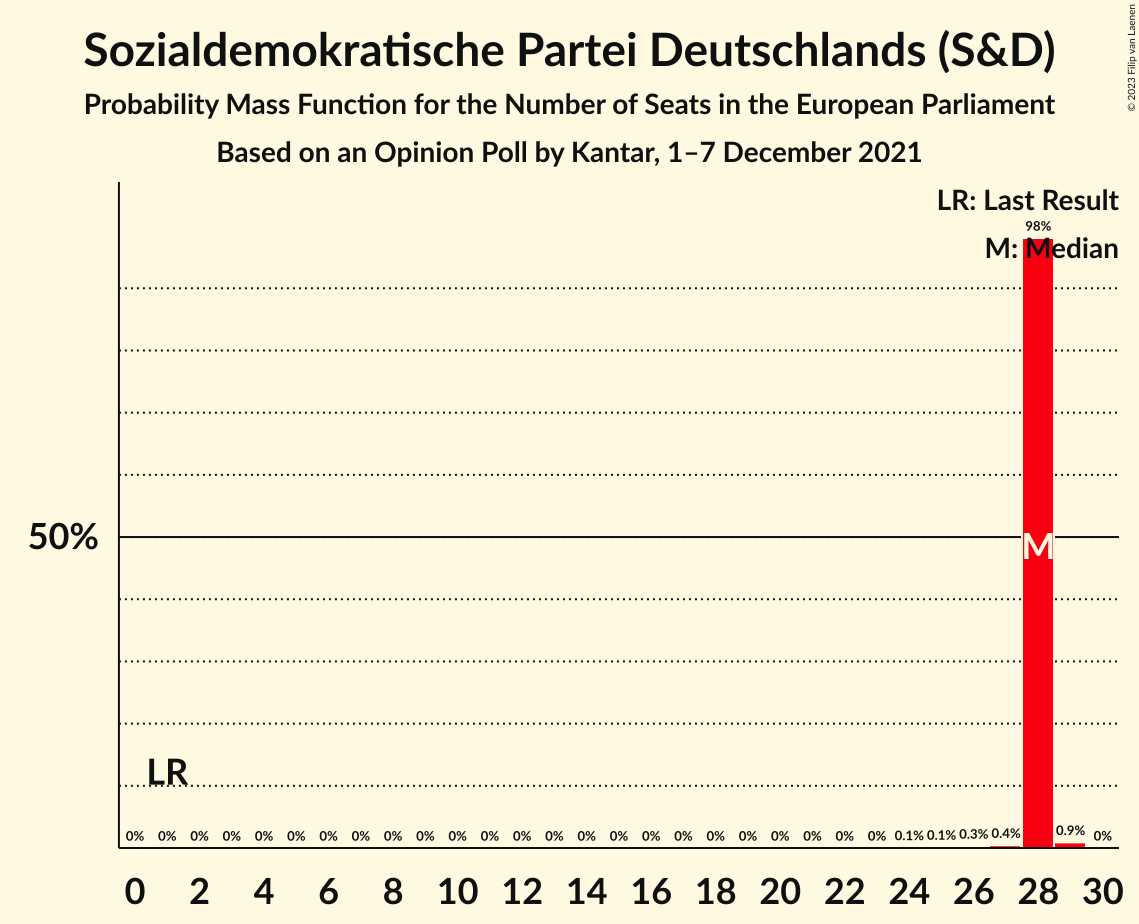 Sozialdemokratische Partei Deutschlands (S&D)
Probability Mass Function for the Number of Seats in the European Parliament
Based on an Opinion Poll by Kantar, 1–7 December 2021
© 2023 Filip van Laenen
LR: Last Result
98%
M: Median
50%
M
LR
0% 0% 0% 0% 0% 0% 0% 0% 0% 0% 0% 0% 0% 0% 0% 0% 0% 0% 0% 0% 0% 0% 0% 0% 0.1% 0.1% 0.3% 0.4% 0.9% 0%
0 2 4 6 8 10 12 14 16 18 20 22 24 26 28 30